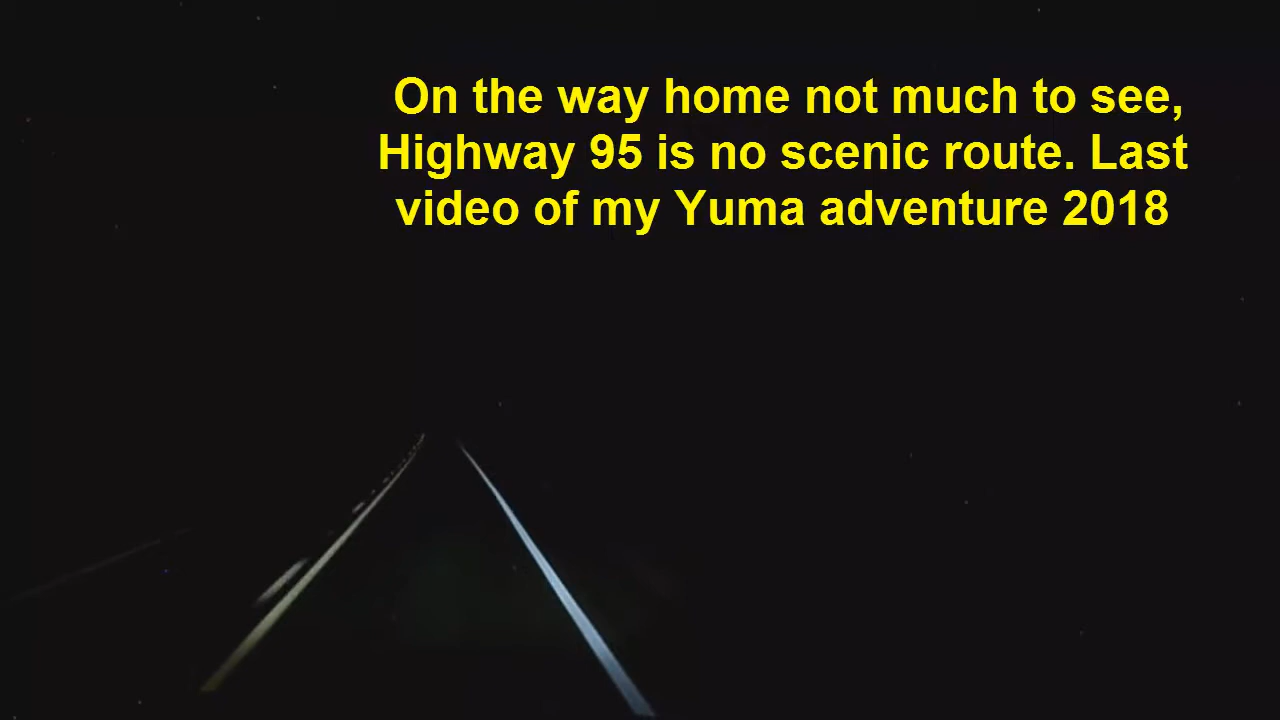 On the way home not much to see,
Highway 95 is no scenic route. Last
video of my Yuma adventure 2018